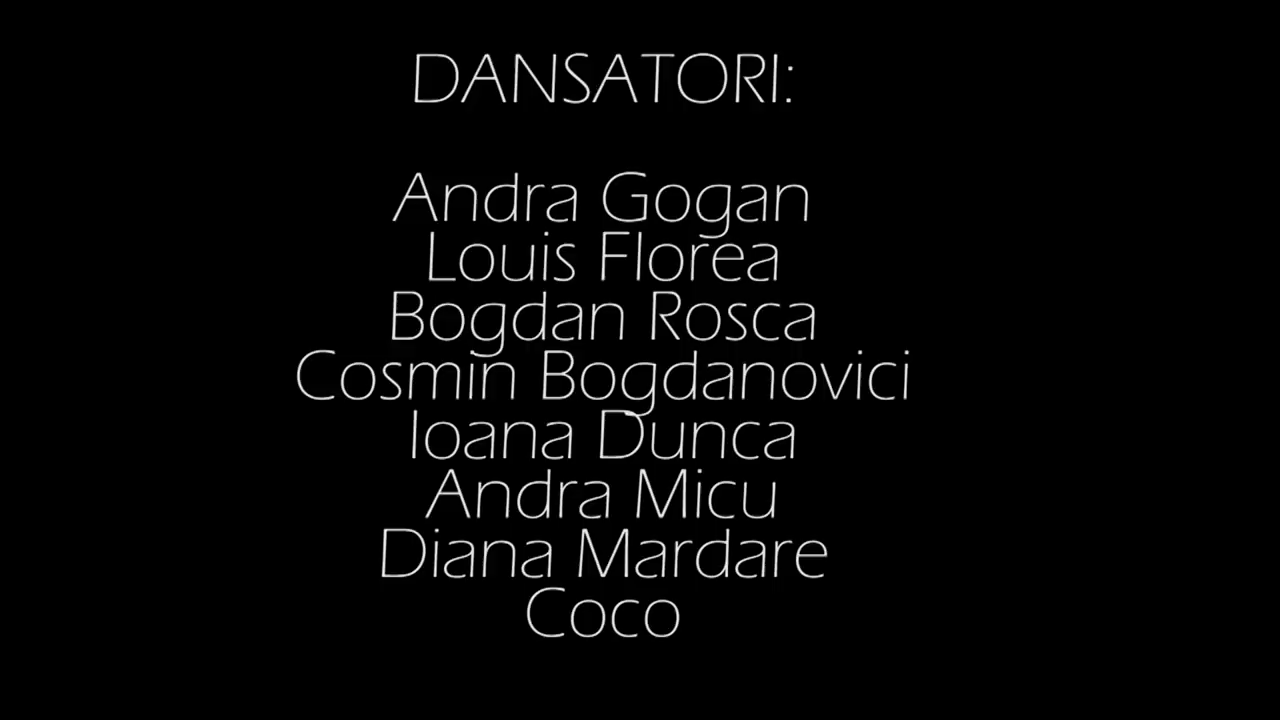 DANSATORI:
Andra Gogan
Louis Florea
Bogdan Rosca
Cosmin Bogdanovici
Ioana Dunca
Andra Micu
Diana Mardare
Coco